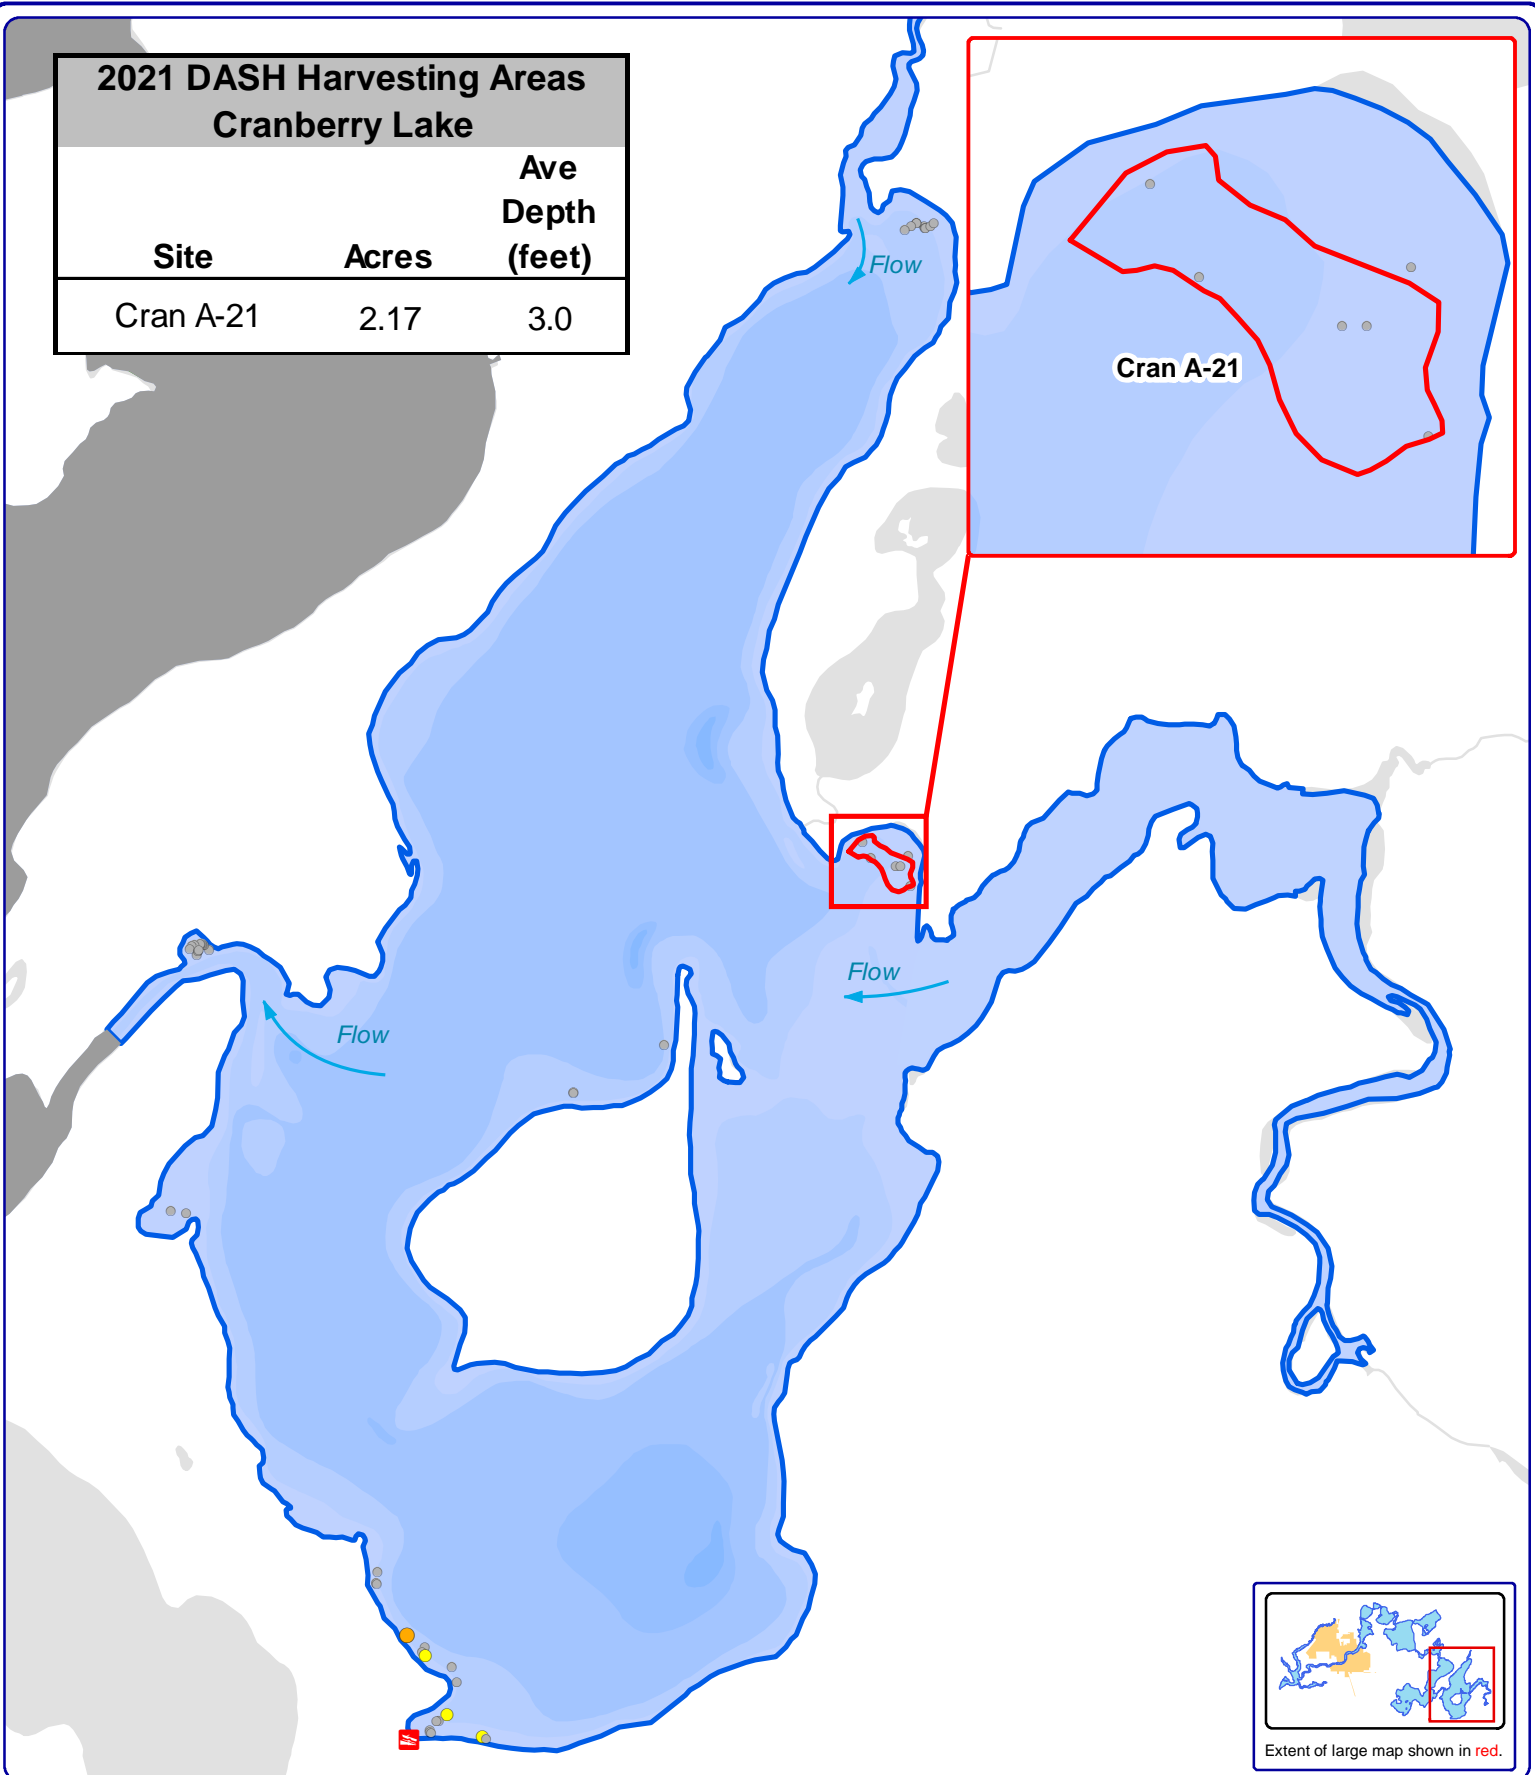 2021 DASH Harvesting Areas
Cranberry Lake
Site Acres Ave Depth (feet)
Cran A-21 2.17 3.0
Flow
Cran A-21
Flow
Flow
Extent of large map shown in red.